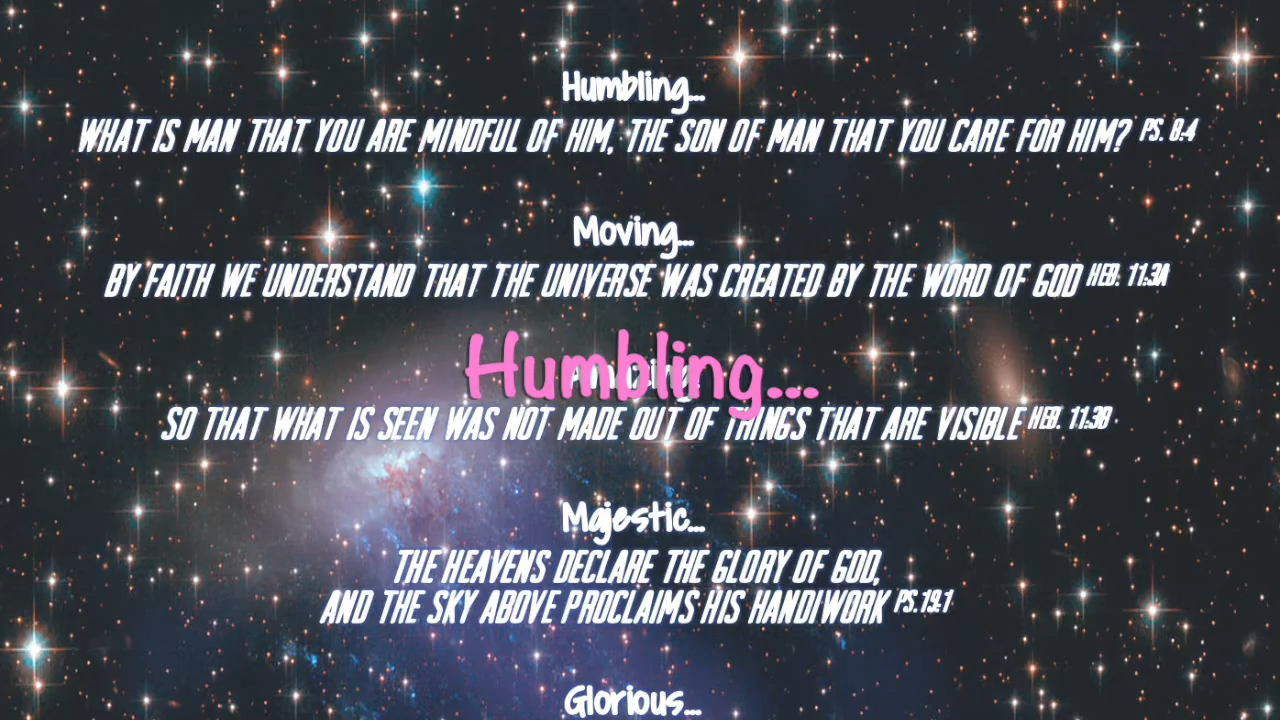 Humbling...
WHAT IS MAN THAT YOU ARE MINDFUL OF HIM, THE SON OF MAN THAT YOU CARE FOR HIM? PS. 8:4
Moving...
BY FAITH WE UNDERSTAND THAT THE UNIVERSE WAS CREATED BY THE WORD OF GOD HEB. 11:3A
Humbling...
SO THAT WHAT IS SEEN WAS NOT MADE OUT OF THINGS THAT ARE VISIBLE HEB. 11:3B
Majestic...
THE HEAVENS DECLARE THE GLORY OF GOD,
AND THE SKY ABOVE PROCLAIMS HIS HANDIWORK PS.19:1
Glorious...